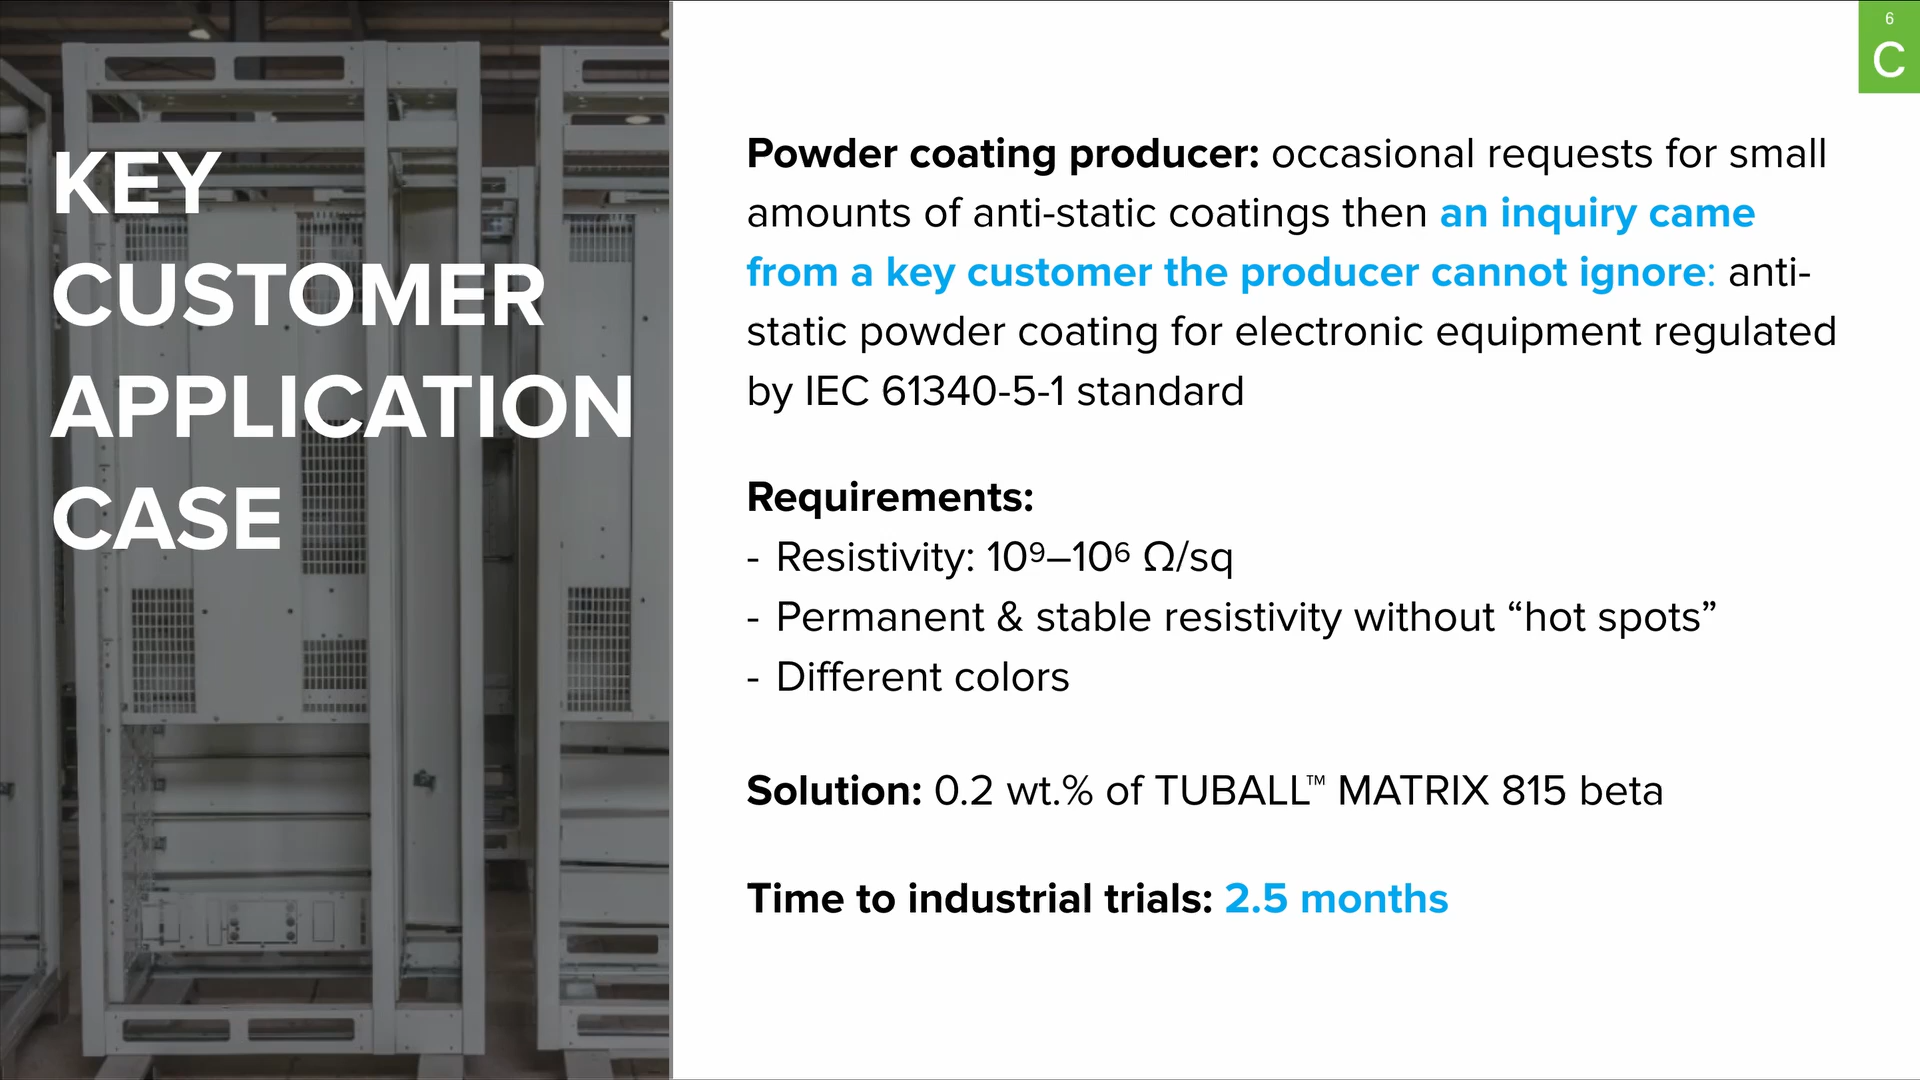 6
C
KEY
CUSTOMER
APPLICATION
CASE
Powder coating producer: occasional requests for small
amounts of anti-static coatings then an inquiry came
from a key customer the producer cannot ignore: anti-
static powder coating for electronic equipment regulated
by IEC 61340-5-1 standard
Requirements:
- Resistivity: 10⁹–10⁶ Ω/sq
- Permanent & stable resistivity without “hot spots”
- Different colors
Solution: 0.2 wt.% of TUBALL™ MATRIX 815 beta
Time to industrial trials: 2.5 months